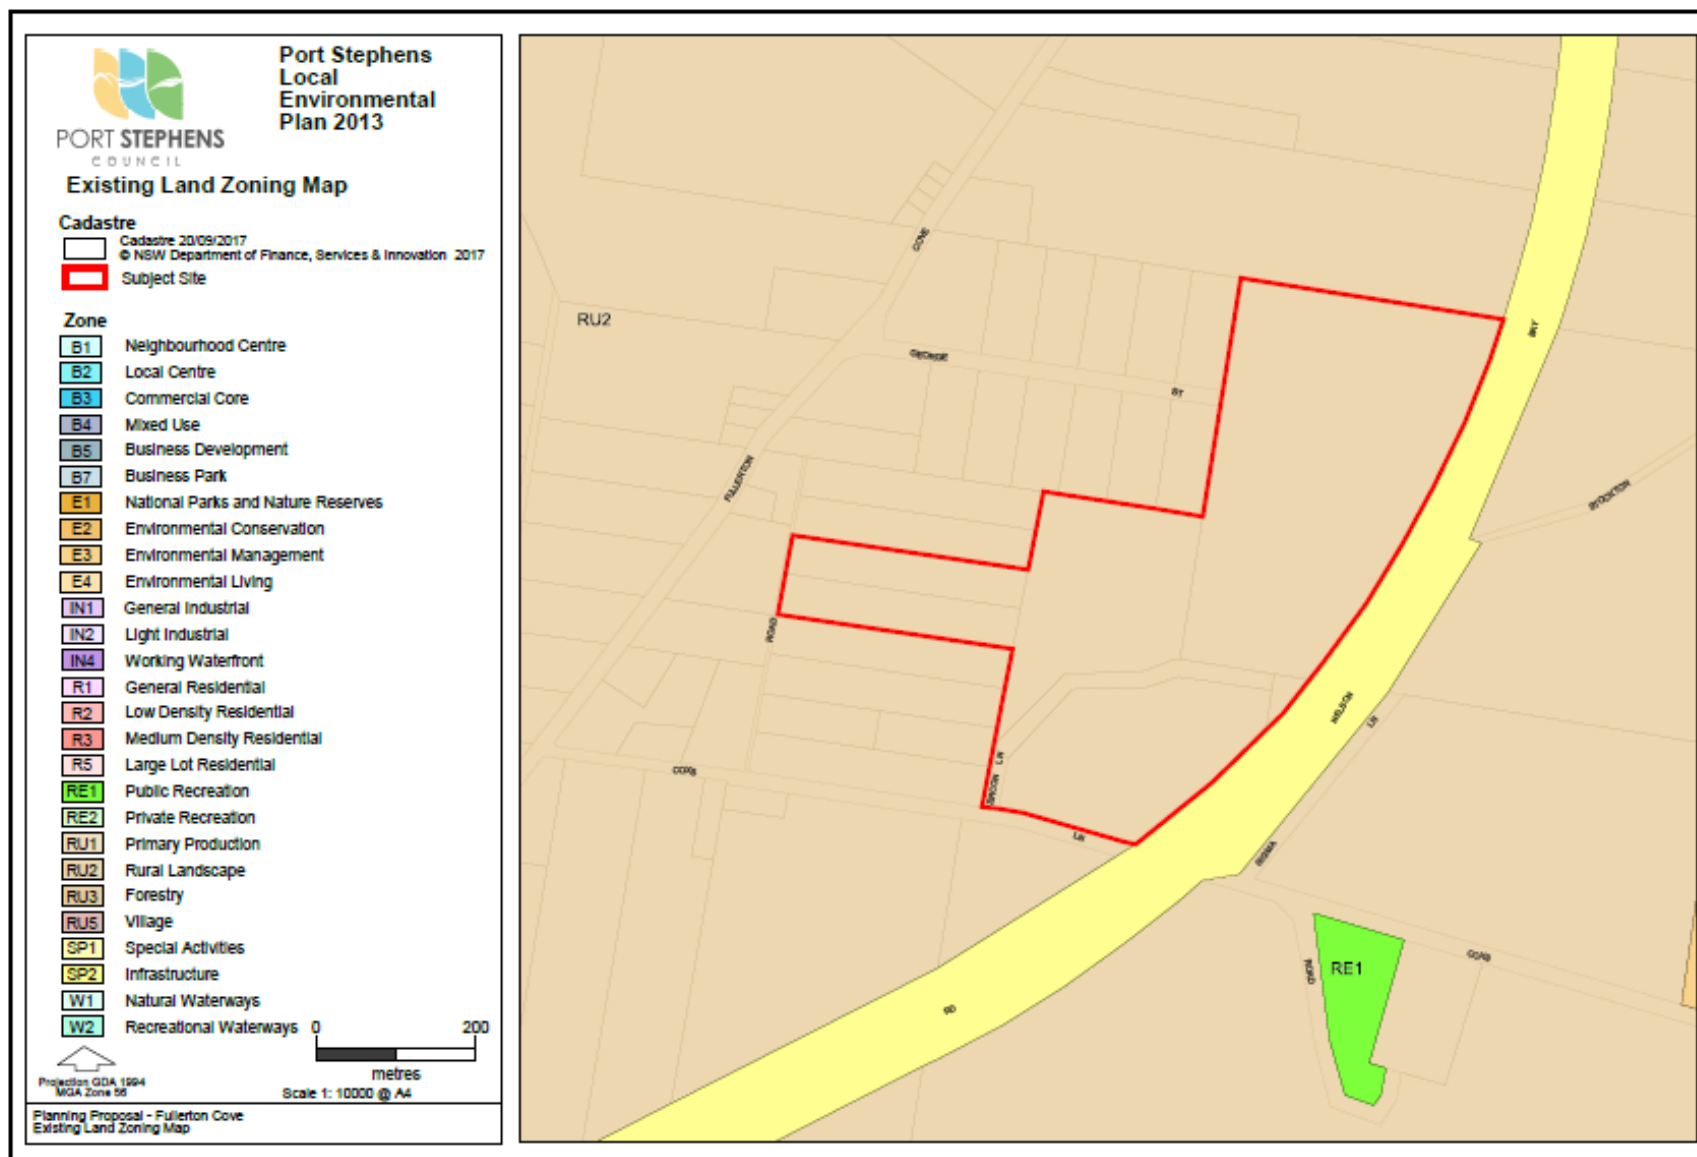 Port Stephens
Local
Environmental
Plan 2013
PORT STEPHENS
COUNCIL
Existing Land Zoning Map
Cadastre
Cadastre 20/09/2017
© NSW Department of Finance, Services & Innovation 2017
Subject Site
Zone
B1 Neighbourhood Centre
B2 Local Centre
B3 Commercial Core
B4 Mixed Use
B5 Business Development
B7 Business Park
E1 National Parks and Nature Reserves
E2 Environmental Conservation
E3 Environmental Management
E4 Environmental Living
IN1 General Industrial
IN2 Light Industrial
IN4 Working Waterfront
R1 General Residential
R2 Low Density Residential
R3 Medium Density Residential
R5 Large Lot Residential
RE1 Public Recreation
RE2 Private Recreation
RU1 Primary Production
RU2 Rural Landscape
RU3 Forestry
RU5 Village
SP1 Special Activities
SP2 Infrastructure
W1 Natural Waterways
W2 Recreational Waterways
0 200
metres
Scale 1: 10000 @ A4
Projection GDA 1994
MGA Zone 56
Planning Proposal - Fullerton Cove
Existing Land Zoning Map
COVE
RU2
BAY
GEORGE
ST
FULLERTON
STOCKTON
ROAD
NELSON
LN
COXS
LN
LN
ROAD
RE1
COXS
RD